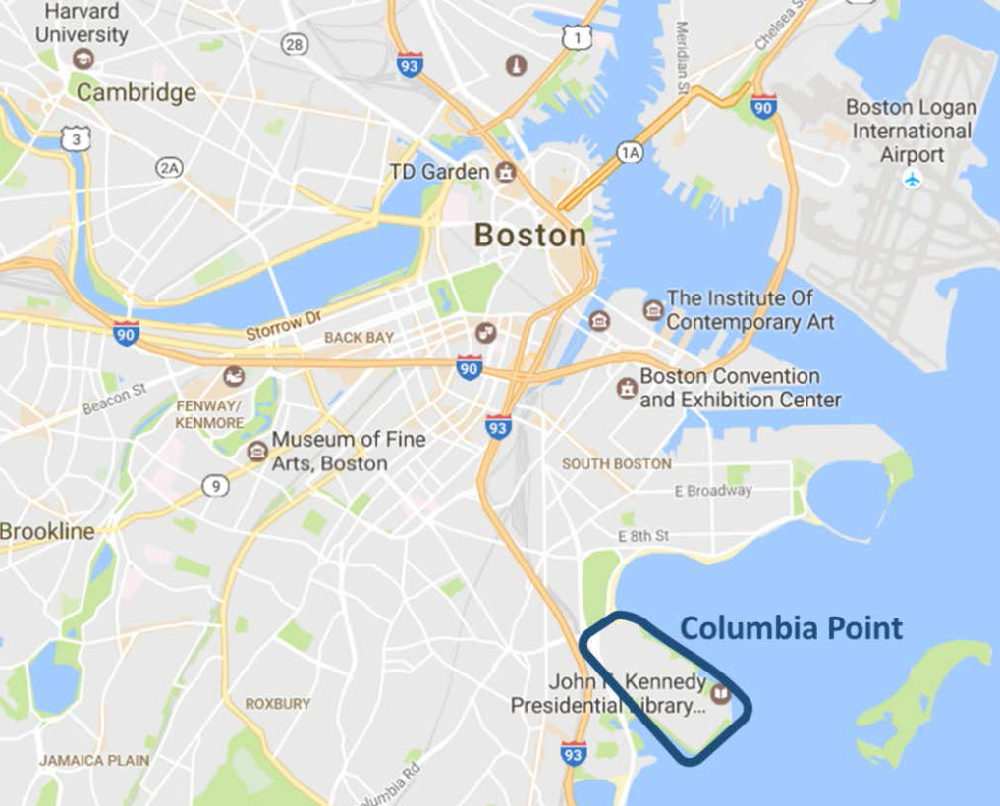 Harvard
University
28
93
1
Meridian St
Chelsea St
Cambridge
90
Boston Logan
International
Airport
3
2A
1A
TD Garden
Boston
The Institute Of
Contemporary Art
Storrow Dr
90
BACK BAY
90
Boston Convention
and Exhibition Center
Beacon St
FENWAY/
KENMORE
93
Museum of Fine
Arts, Boston
SOUTH BOSTON
9
E Broadway
Brookline
E 8th St
Columbia Point
John F. Kennedy
Presidential Library...
ROXBURY
93
JAMAICA PLAIN
olumbia Rd